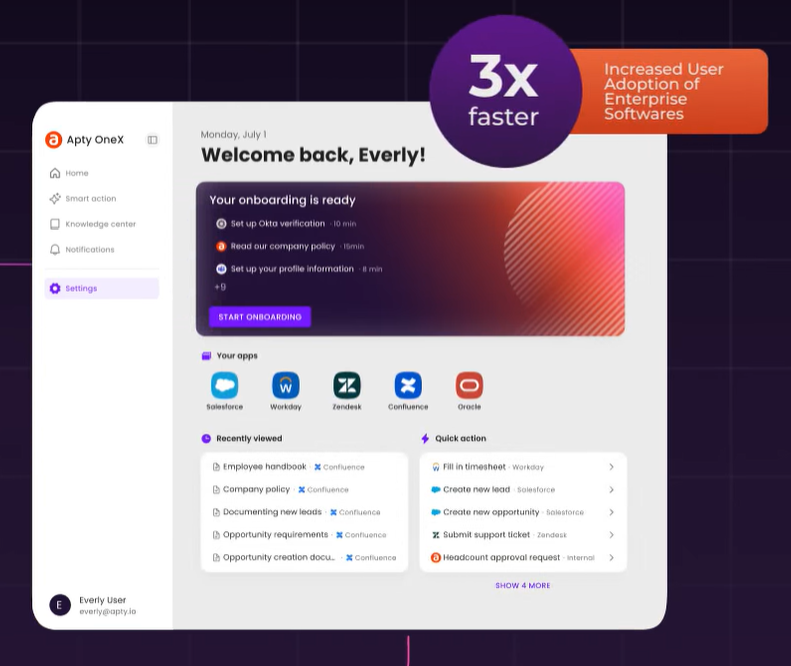 3x
faster
Increased User
Adoption of
Enterprise
Softwares
a Apty OneX
Home
Smart action
Knowledge center
Notifications
Settings
Monday, July 1
Welcome back, Everly!
Your onboarding is ready
Set up Okta verification · 10 min
a Read our company policy · 15min
Set up your profile information · 8 min
+9
START ONBOARDING
Your apps
W
Salesforce Workday Zendesk Confluence Oracle
Recently viewed
Employee handbook · Confluence
Company policy · Confluence
Documenting new leads · Confluence
Opportunity requirements · Confluence
Opportunity creation docu... · Confluence
Quick action
Fill in timesheet · Workday
Create new lead · Salesforce
Create new opportunity · Salesforce
Submit support ticket · Zendesk
a Headcount approval request · Internal
SHOW 4 MORE
E
Everly User
everly@apty.io